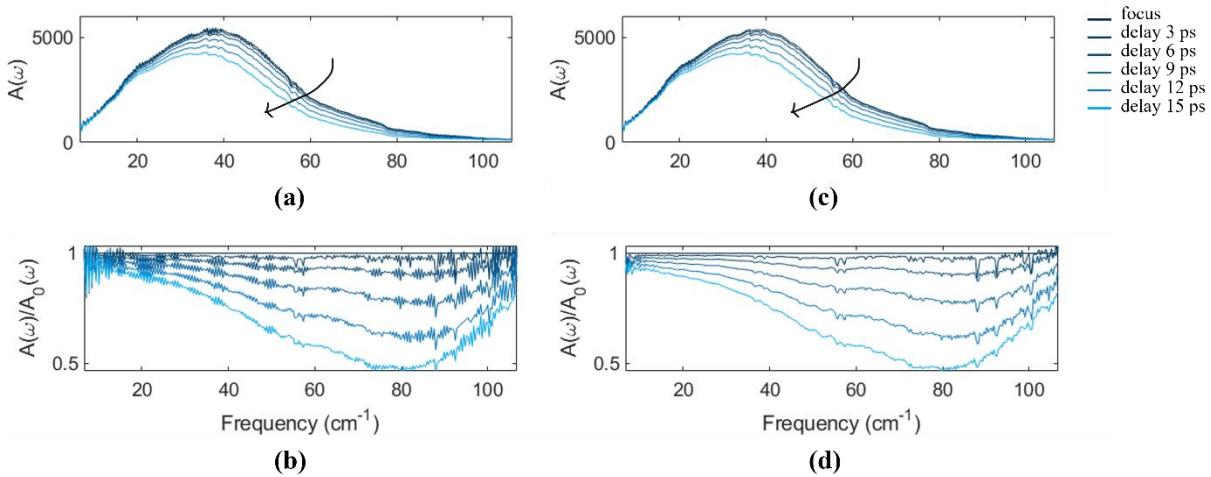 5000
A(ω)
0
20 40 60 80 100
(a)
5000
A(ω)
0
20 40 60 80 100
(c)
focus
delay 3 ps
delay 6 ps
delay 9 ps
delay 12 ps
delay 15 ps
1
A(ω)/A₀(ω)
0.5
20 40 60 80 100
Frequency (cm⁻¹)
(b)
1
A(ω)/A₀(ω)
0.5
20 40 60 80 100
Frequency (cm⁻¹)
(d)